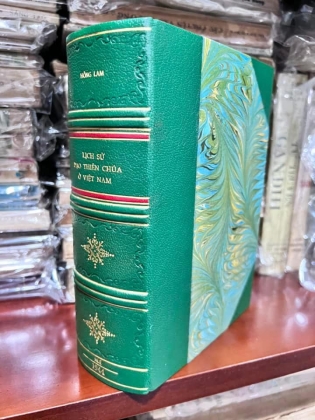 HỒNG LAM
LỊCH SỬ
ĐẠO THIÊN CHÚA
Ở VIỆT NAM
1944